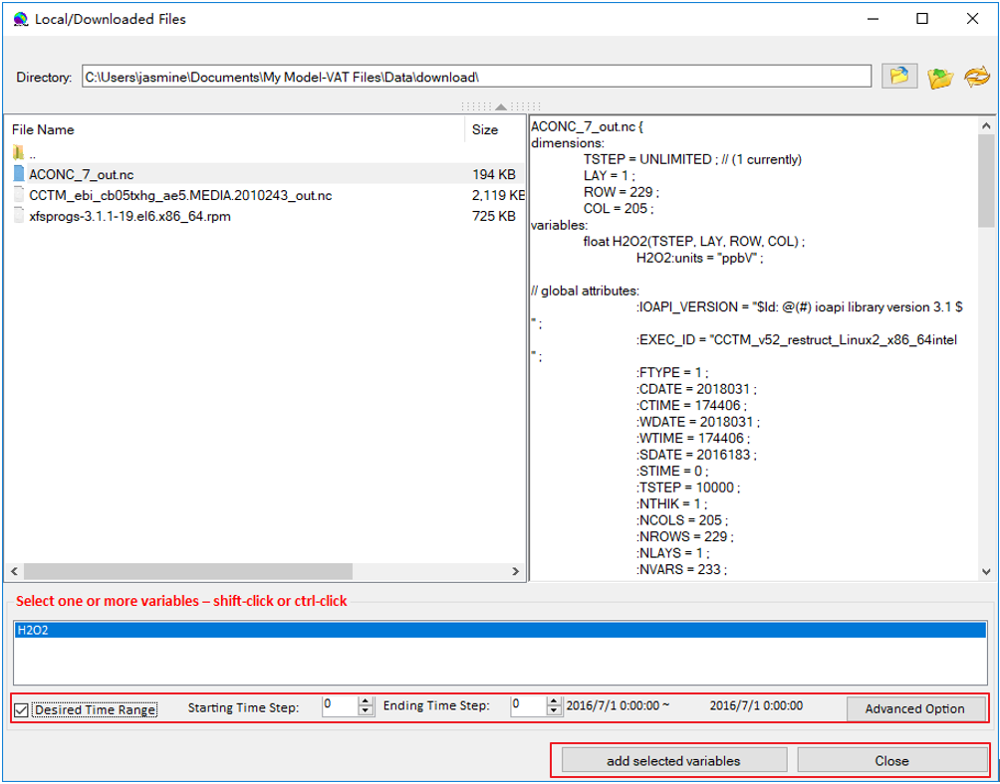 Local/Downloaded Files
Directory: C:\Users\jasmine\Documents\My Model-VAT Files\Data\download\
File Name Size
..
ACONC_7_out.nc 194 KB
CCTM_ebi_cb05txhg_ae5.MEDIA.2010243_out.nc 2,119 KB
xfsprogs-3.1.1-19.el6.x86_64.rpm 725 KB
ACONC_7_out.nc {
dimensions:
TSTEP = UNLIMITED ; // (1 currently)
LAY = 1 ;
ROW = 229 ;
COL = 205 ;
variables:
float H2O2(TSTEP, LAY, ROW, COL) ;
H2O2:units = "ppbV" ;
// global attributes:
:IOAPI_VERSION = "$Id: @(#) ioapi library version 3.1 $
" ;
:EXEC_ID = "CCTM_v52_restruct_Linux2_x86_64intel
" ;
:FTYPE = 1 ;
:CDATE = 2018031 ;
:CTIME = 174406 ;
:WDATE = 2018031 ;
:WTIME = 174406 ;
:SDATE = 2016183 ;
:STIME = 0 ;
:TSTEP = 10000 ;
:NTHIK = 1 ;
:NCOLS = 205 ;
:NROWS = 229 ;
:NLAYS = 1 ;
:NVARS = 233 ;
Select one or more variables – shift-click or ctrl-click
H2O2
Desired Time Range Starting Time Step: 0 Ending Time Step: 0 2016/7/1 0:00:00 ~ 2016/7/1 0:00:00 Advanced Option
add selected variables Close